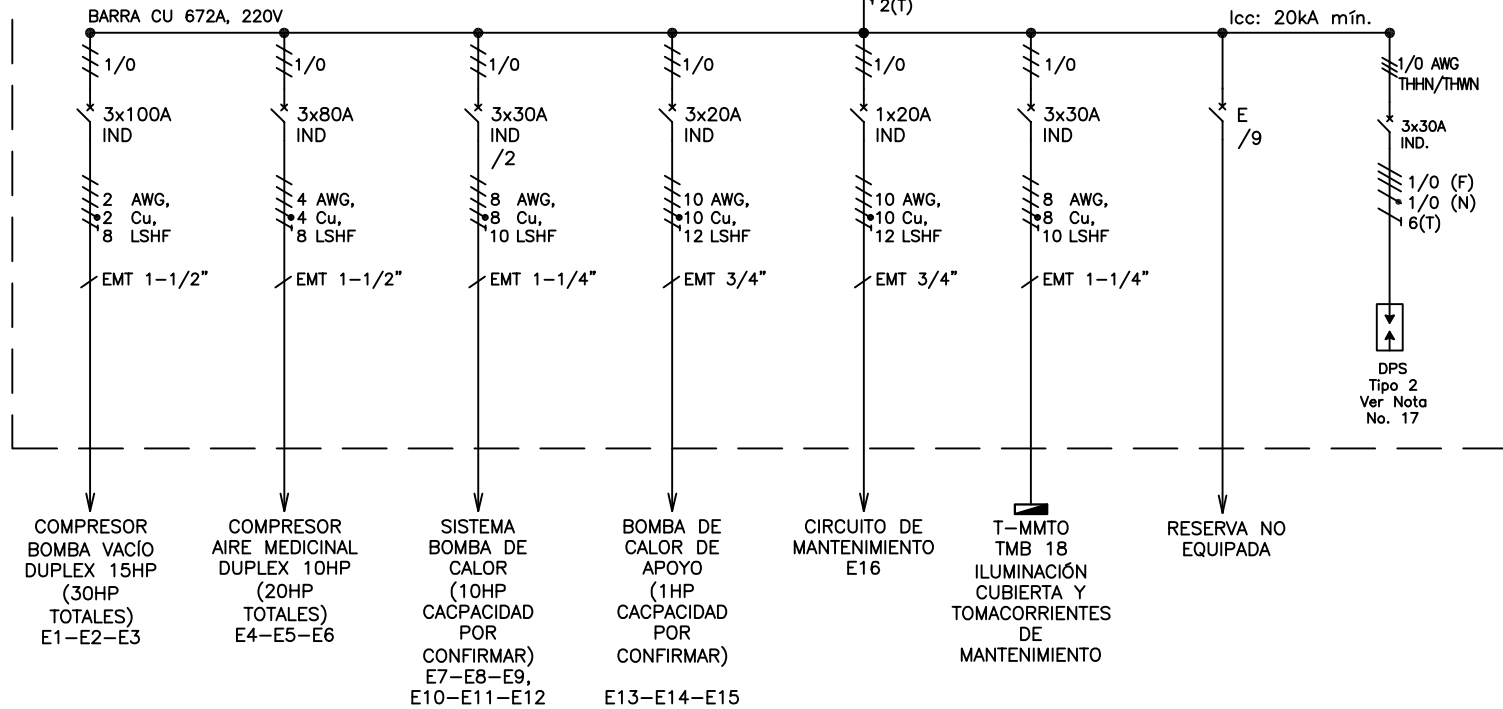 2(T)
BARRA CU 672A, 220V
Icc: 20kA mín.
1/0
3x100A
IND
2 AWG,
2 Cu,
8 LSHF
EMT 1-1/2"
COMPRESOR
BOMBA VACÍO
DUPLEX 15HP
(30HP
TOTALES)
E1-E2-E3
1/0
3x80A
IND
4 AWG,
4 Cu,
8 LSHF
EMT 1-1/2"
COMPRESOR
AIRE MEDICINAL
DUPLEX 10HP
(20HP
TOTALES)
E4-E5-E6
1/0
3x30A
IND
/2
8 AWG,
8 Cu,
10 LSHF
EMT 1-1/4"
SISTEMA
BOMBA DE
CALOR
(10HP
CACPACIDAD
POR
CONFIRMAR)
E7-E8-E9,
E10-E11-E12
1/0
3x20A
IND
10 AWG,
10 Cu,
12 LSHF
EMT 3/4"
BOMBA DE
CALOR DE
APOYO
(1HP
CACPACIDAD
POR
CONFIRMAR)
E13-E14-E15
1/0
1x20A
IND
10 AWG,
10 Cu,
12 LSHF
EMT 3/4"
CIRCUITO DE
MANTENIMIENTO
E16
1/0
3x30A
IND
8 AWG,
8 Cu,
10 LSHF
EMT 1-1/4"
T-MMTO
TMB 18
ILUMINACIÓN
CUBIERTA Y
TOMACORRIENTES
DE
MANTENIMIENTO
E
/9
RESERVA NO
EQUIPADA
1/0 AWG
THHN/THWN
3x30A
IND.
1/0 (F)
1/0 (N)
6(T)
DPS
Tipo 2
Ver Nota
No. 17